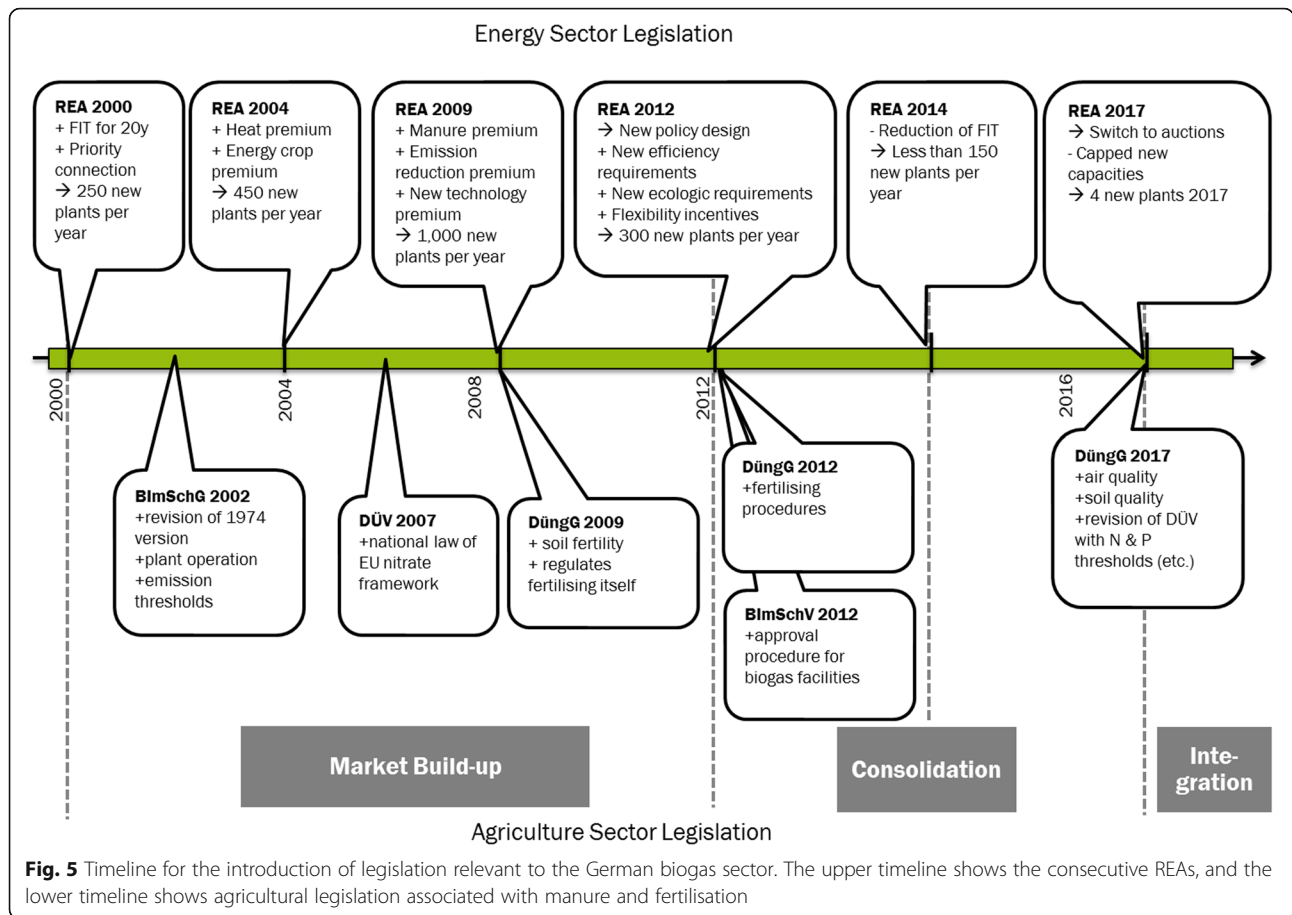 Energy Sector Legislation
REA 2000
+ FIT for 20y
+ Priority
connection
→ 250 new
plants per
year
REA 2004
+ Heat premium
+ Energy crop
premium
→ 450 new
plants per year
REA 2009
+ Manure premium
+ Emission
reduction premium
+ New technology
premium
→ 1,000 new
plants per year
REA 2012
→ New policy design
+ New efficiency
requirements
+ New ecologic requirements
+ Flexibility incentives
→ 300 new plants per year
REA 2014
- Reduction of FIT
→ Less than 150
new plants per
year
REA 2017
→ Switch to auctions
- Capped new
capacities
→ 4 new plants 2017
2000
2004
2008
2012
2016
BImSchG 2002
+revision of 1974
version
+plant operation
+emission
thresholds
DÜV 2007
+national law of
EU nitrate
framework
DüngG 2009
+ soil fertility
+ regulates
fertilising itself
DüngG 2012
+fertilising
procedures
BImSchV 2012
+approval
procedure for
biogas facilities
DüngG 2017
+air quality
+soil quality
+revision of DÜV
with N & P
thresholds (etc.)
Market Build-up
Consolidation
Inte-
gration
Agriculture Sector Legislation
Fig. 5 Timeline for the introduction of legislation relevant to the German biogas sector. The upper timeline shows the consecutive REAs, and the
lower timeline shows agricultural legislation associated with manure and fertilisation